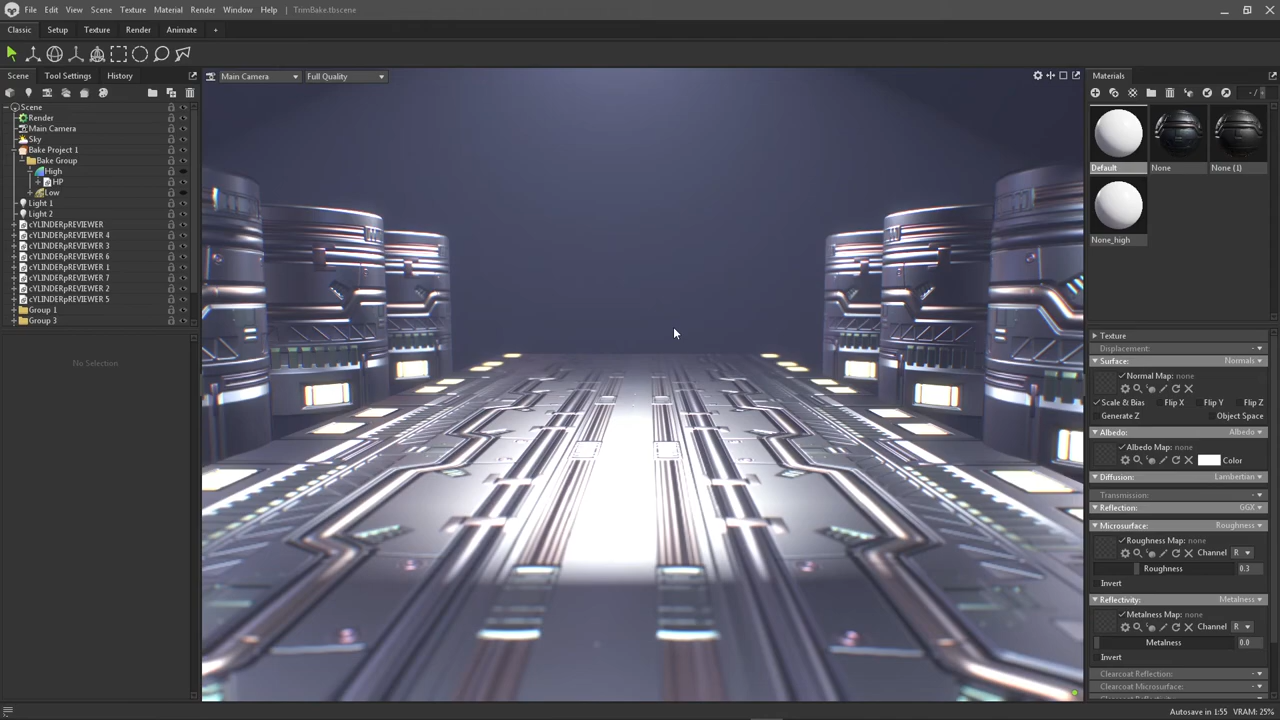 File Edit View Scene Texture Material Render Window Help TrimBake.tbscene
Classic Setup Texture Render Animate +
Scene Tool Settings History
Main Camera Full Quality
Materials
Scene
Render
Main Camera
Sky
Bake Project 1
Bake Group
High
HP
Low
Light 1
Light 2
cYLINDERpREVIEWER
cYLINDERpREVIEWER 4
cYLINDERpREVIEWER 3
cYLINDERpREVIEWER 6
cYLINDERpREVIEWER 1
cYLINDERpREVIEWER 7
cYLINDERpREVIEWER 2
cYLINDERpREVIEWER 5
Group 1
Group 3
No Selection
- /
Default None None (1)
None_high
Texture
Displacement: -
Surface: Normals
Normal Map: none
Scale & Bias Flip X Flip Y Flip Z
Generate Z Object Space
Albedo: Albedo
Albedo Map: none
Color
Diffusion: Lambertian
Transmission: -
Reflection: GGX
Microsurface: Roughness
Roughness Map: none
Channel R
Roughness 0.3
Invert
Reflectivity: Metalness
Metalness Map: none
Channel R
Metalness 0.0
Invert
Clearcoat Reflection: -
Clearcoat Microsurface: -
Clearcoat Reflectivity: -
Autosave in 1:55 VRAM: 25%